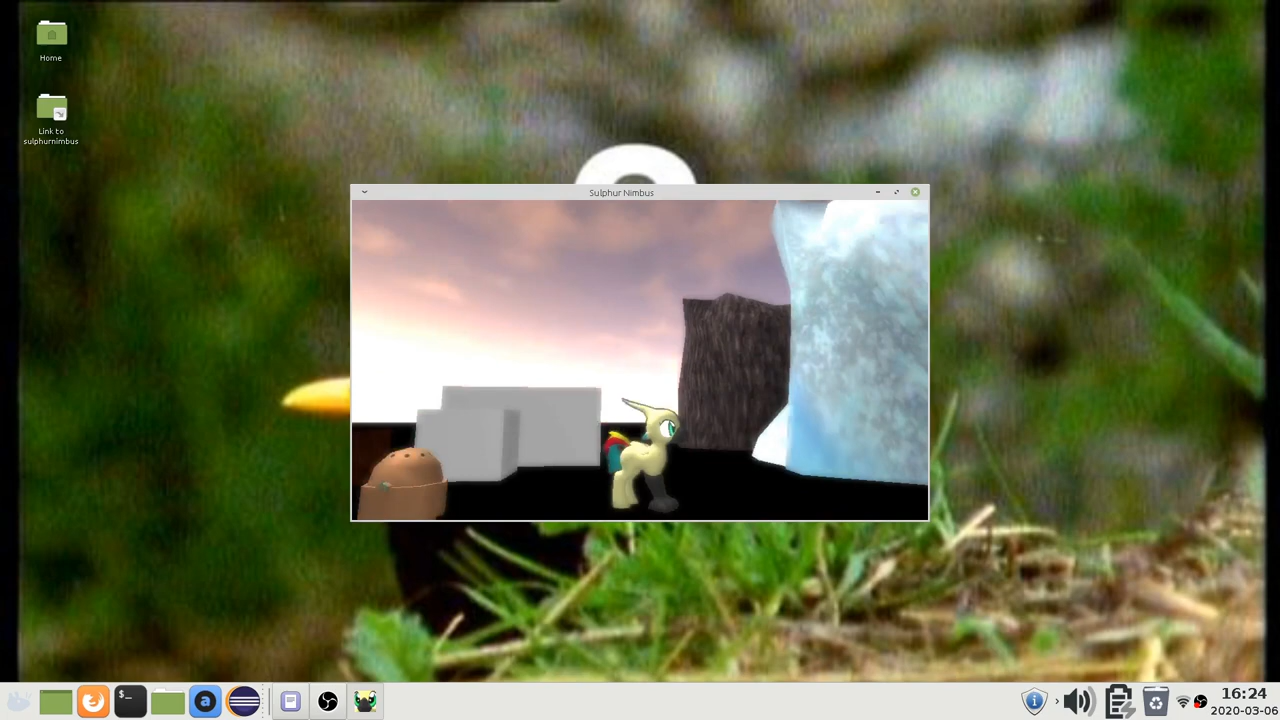 Home
Link to
sulphurnimbus
Sulphur Nimbus
$_
a
16:24
2020-03-06